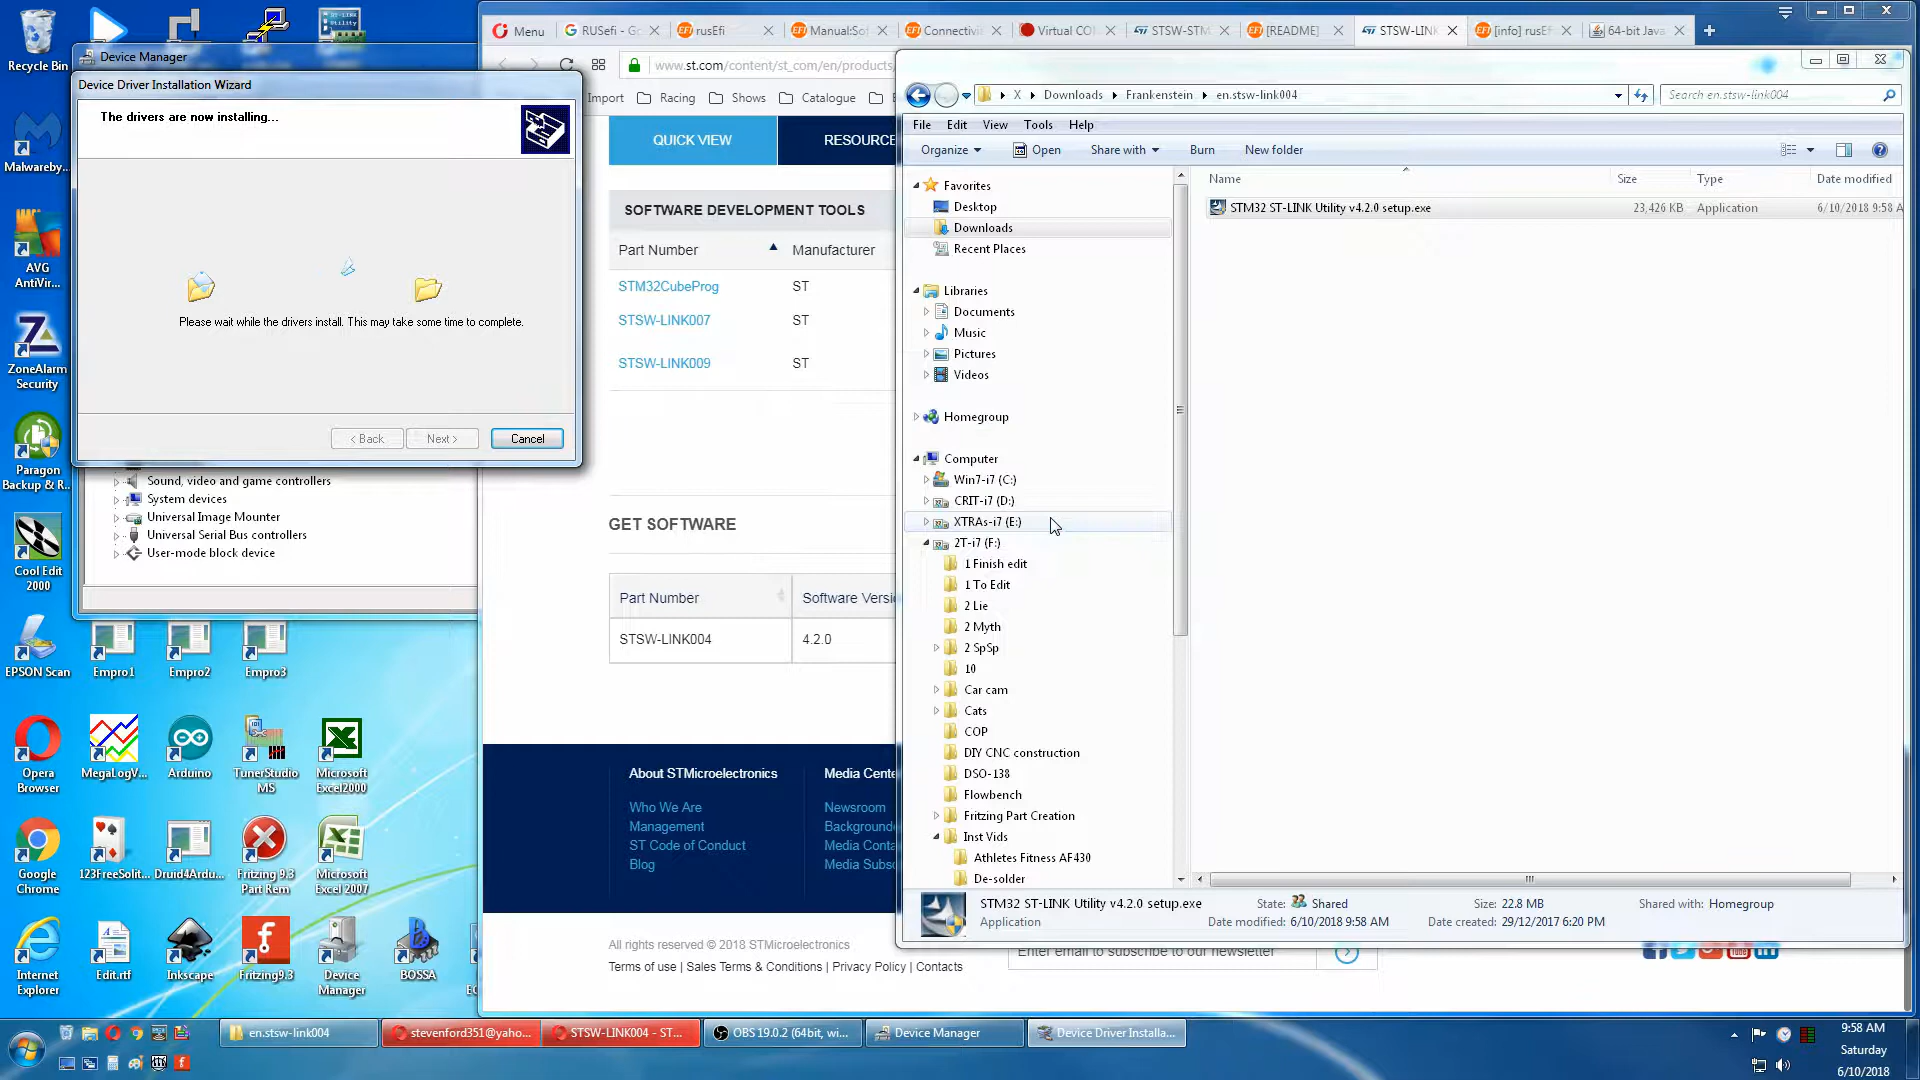 Recycle Bin
Malwareby...
AVG
AntiVir...
ZoneAlarm
Security
Paragon
Backup & R...
Cool Edit
2000
EPSON Scan
Empro1
Empro2
Empro3
Opera
Browser
MegaLogV...
Arduino
TunerStudio
MS
Microsoft
Excel2000
Google
Chrome
123FreeSolit...
Druid4Ardu...
Fritzing 9.3
Part Rem
Microsoft
Excel 2007
Internet
Explorer
Edit.rtf
Inkscape
Fritzing9.3
Device
Manager
BOSSA
Device Manager
Device Driver Installation Wizard
The drivers are now installing...
Please wait while the drivers install. This may take some time to complete.
< Back
Next >
Cancel
Sound, video and game controllers
System devices
Universal Image Mounter
Universal Serial Bus controllers
User-mode block device
Menu
RUSefi - Go
rusEfi
Manual:Sof
Connectivi
Virtual CO
STSW-STM
[README]
STSW-LINK
[info] rusEf
64-bit Java
www.st.com/content/st_com/en/products/
Import
Racing
Shows
Catalogue
QUICK VIEW
RESOURCE
SOFTWARE DEVELOPMENT TOOLS
Part Number
Manufacturer
STM32CubeProg
ST
STSW-LINK007
ST
STSW-LINK009
ST
GET SOFTWARE
Part Number
Software Versi
STSW-LINK004
4.2.0
About STMicroelectronics
Media Cente
Who We Are
Newsroom
Management
Background
ST Code of Conduct
Media Conta
Blog
Media Subs
All rights reserved © 2018 STMicroelectronics
Terms of use | Sales Terms & Conditions | Privacy Policy | Contacts
Enter email to subscribe to our newsletter
X
Downloads
Frankenstein
en.stsw-link004
Search en.stsw-link004
File
Edit
View
Tools
Help
Organize
Open
Share with
Burn
New folder
Name
Size
Type
Date modified
STM32 ST-LINK Utility v4.2.0 setup.exe
23,426 KB
Application
6/10/2018 9:58 A
Favorites
Desktop
Downloads
Recent Places
Libraries
Documents
Music
Pictures
Videos
Homegroup
Computer
Win7-i7 (C:)
CRIT-i7 (D:)
XTRAs-i7 (E:)
2T-i7 (F:)
1 Finish edit
1 To Edit
2 Lie
2 Myth
2 SpSp
10
Car cam
Cats
COP
DIY CNC construction
DSO-138
Flowbench
Fritzing Part Creation
Inst Vids
Athletes Fitness AF430
De-solder
STM32 ST-LINK Utility v4.2.0 setup.exe
Application
State:
Shared
Date modified: 6/10/2018 9:58 AM
Size: 22.8 MB
Date created: 29/12/2017 6:20 PM
Shared with: Homegroup
en.stsw-link004
stevenford351@yaho...
STSW-LINK004 - ST...
OBS 19.0.2 (64bit, wi...
Device Manager
Device Driver Installa...
9:58 AM
Saturday
6/10/2018